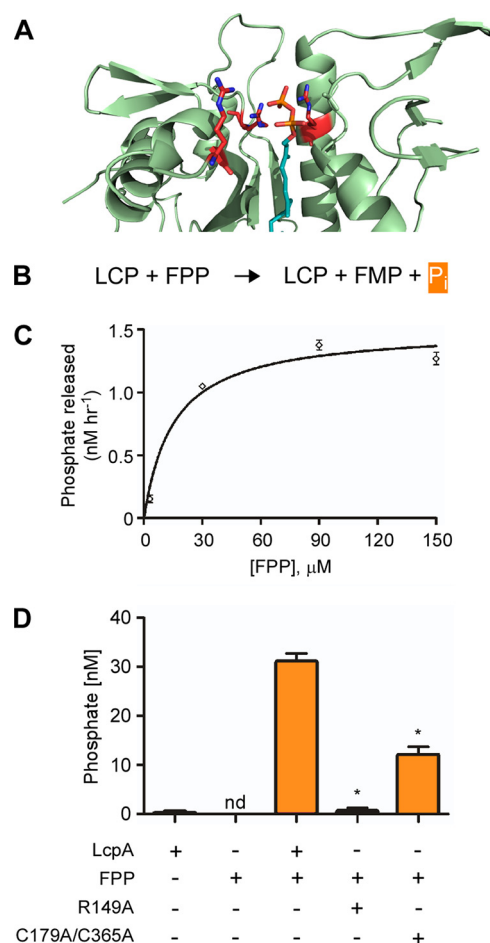 A
B LCP + FPP → LCP + FMP + Pi
C
Phosphate released
(nM hr-1)
1.5
1.0
0.5
0
0 30 60 90 120 150
[FPP], μM
D
Phosphate [nM]
40
30
20
10
0
nd
*
*
LcpA + - + - -
FPP - + + + +
R149A - - - + -
C179A/C365A - - - - +